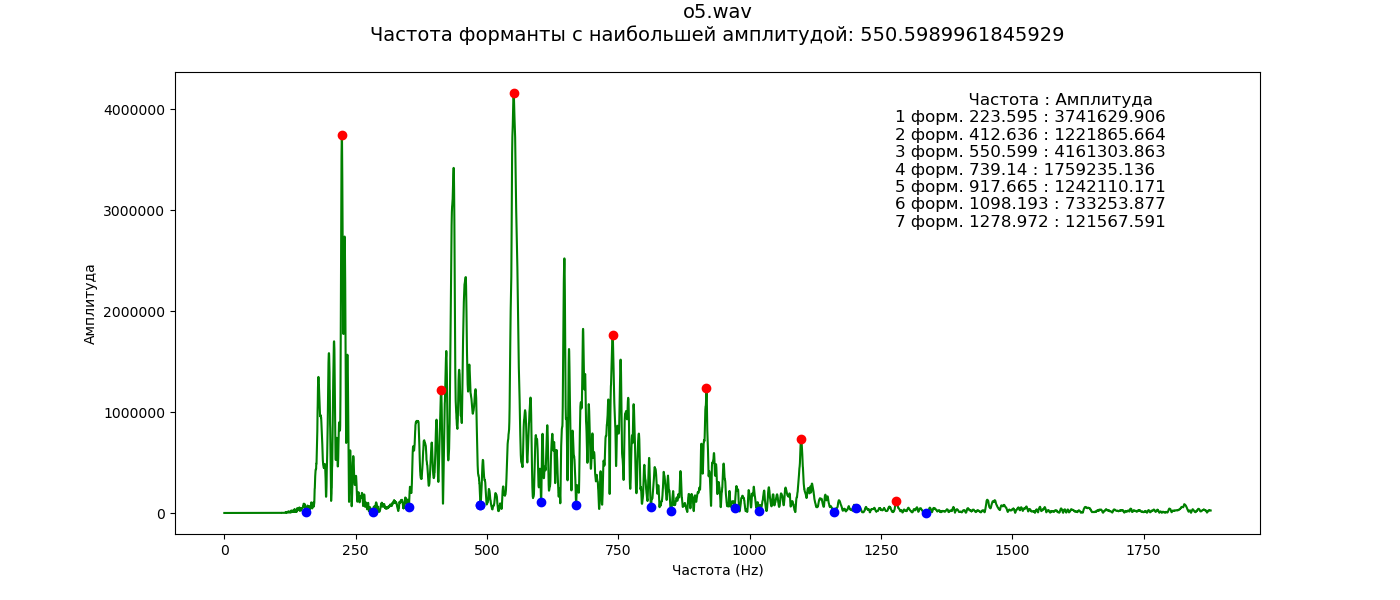 o5.wav
Частота форманты с наибольшей амплитудой: 550.5989961845929
Частота : Амплитуда
1 форм. 223.595 : 3741629.906
2 форм. 412.636 : 1221865.664
3 форм. 550.599 : 4161303.863
4 форм. 739.14 : 1759235.136
5 форм. 917.665 : 1242110.171
6 форм. 1098.193 : 733253.877
7 форм. 1278.972 : 121567.591
4000000
3000000
2000000
1000000
0
Амплитуда
0 250 500 750 1000 1250 1500 1750
Частота (Hz)